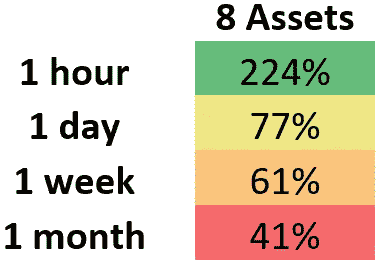 8 Assets
1 hour 224%
1 day 77%
1 week 61%
1 month 41%